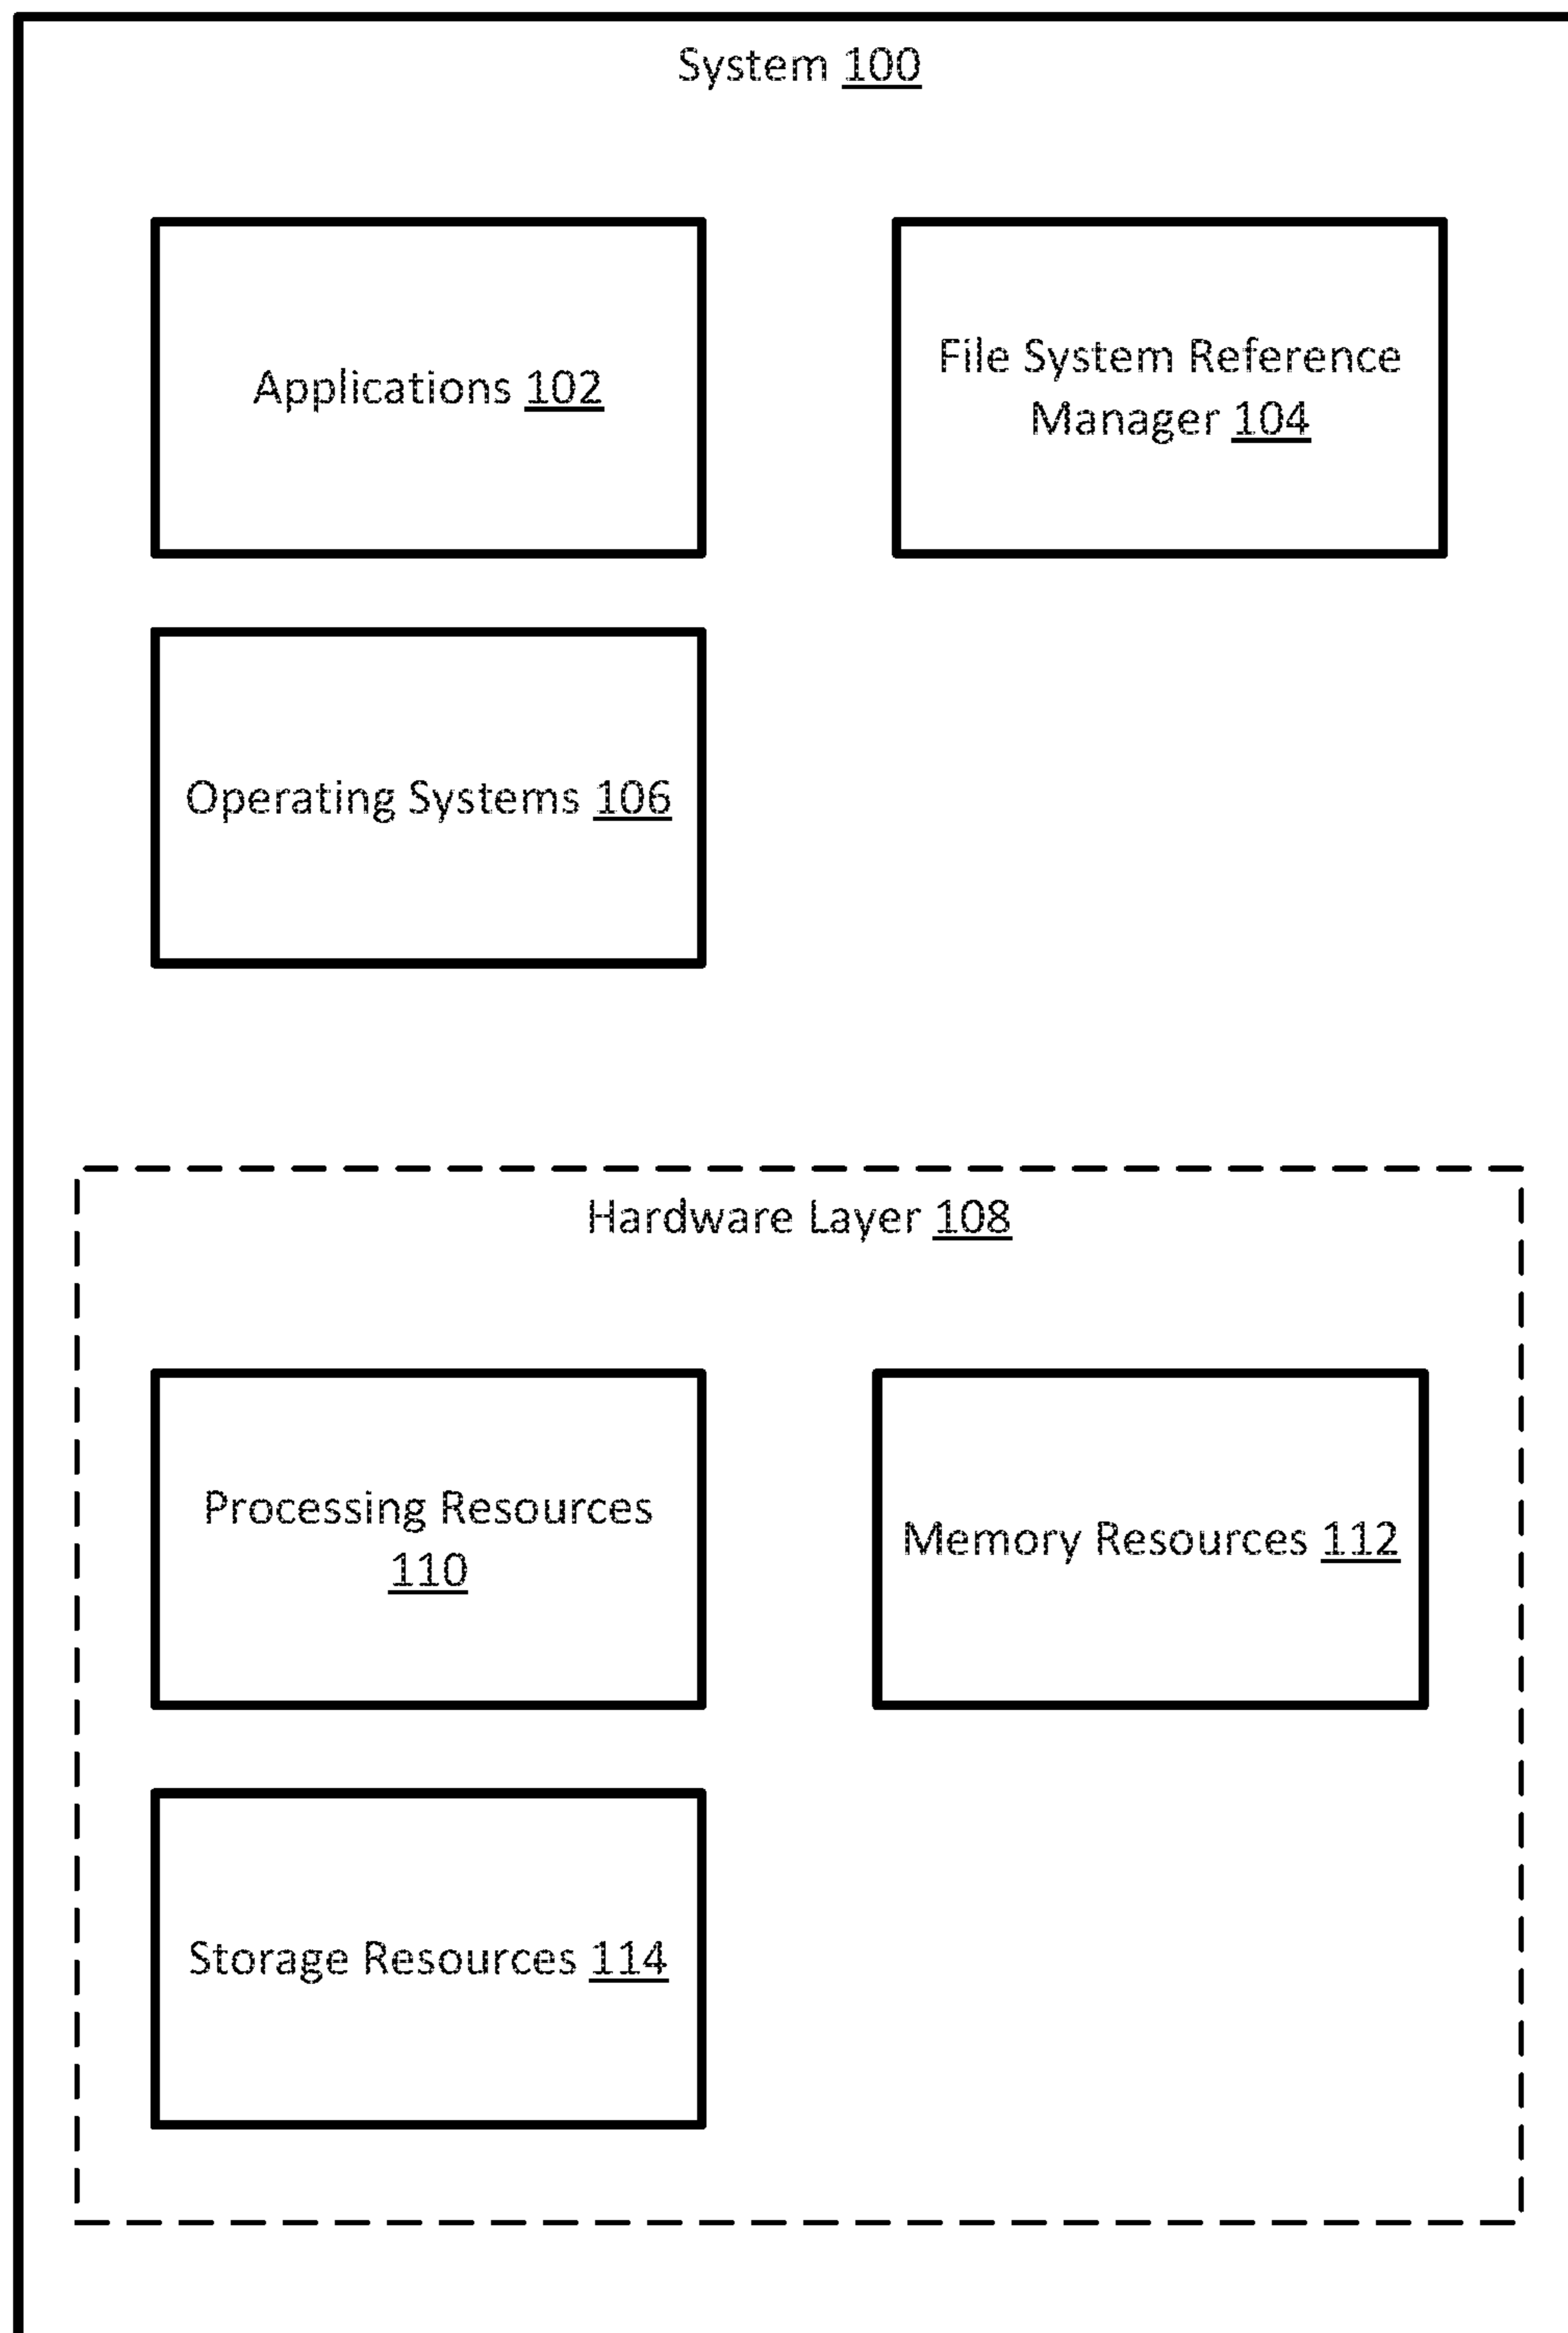 System 100
Applications 102
File System Reference
Manager 104
Operating Systems 106
Hardware Layer 108
Processing Resources
110
Memory Resources 112
Storage Resources 114